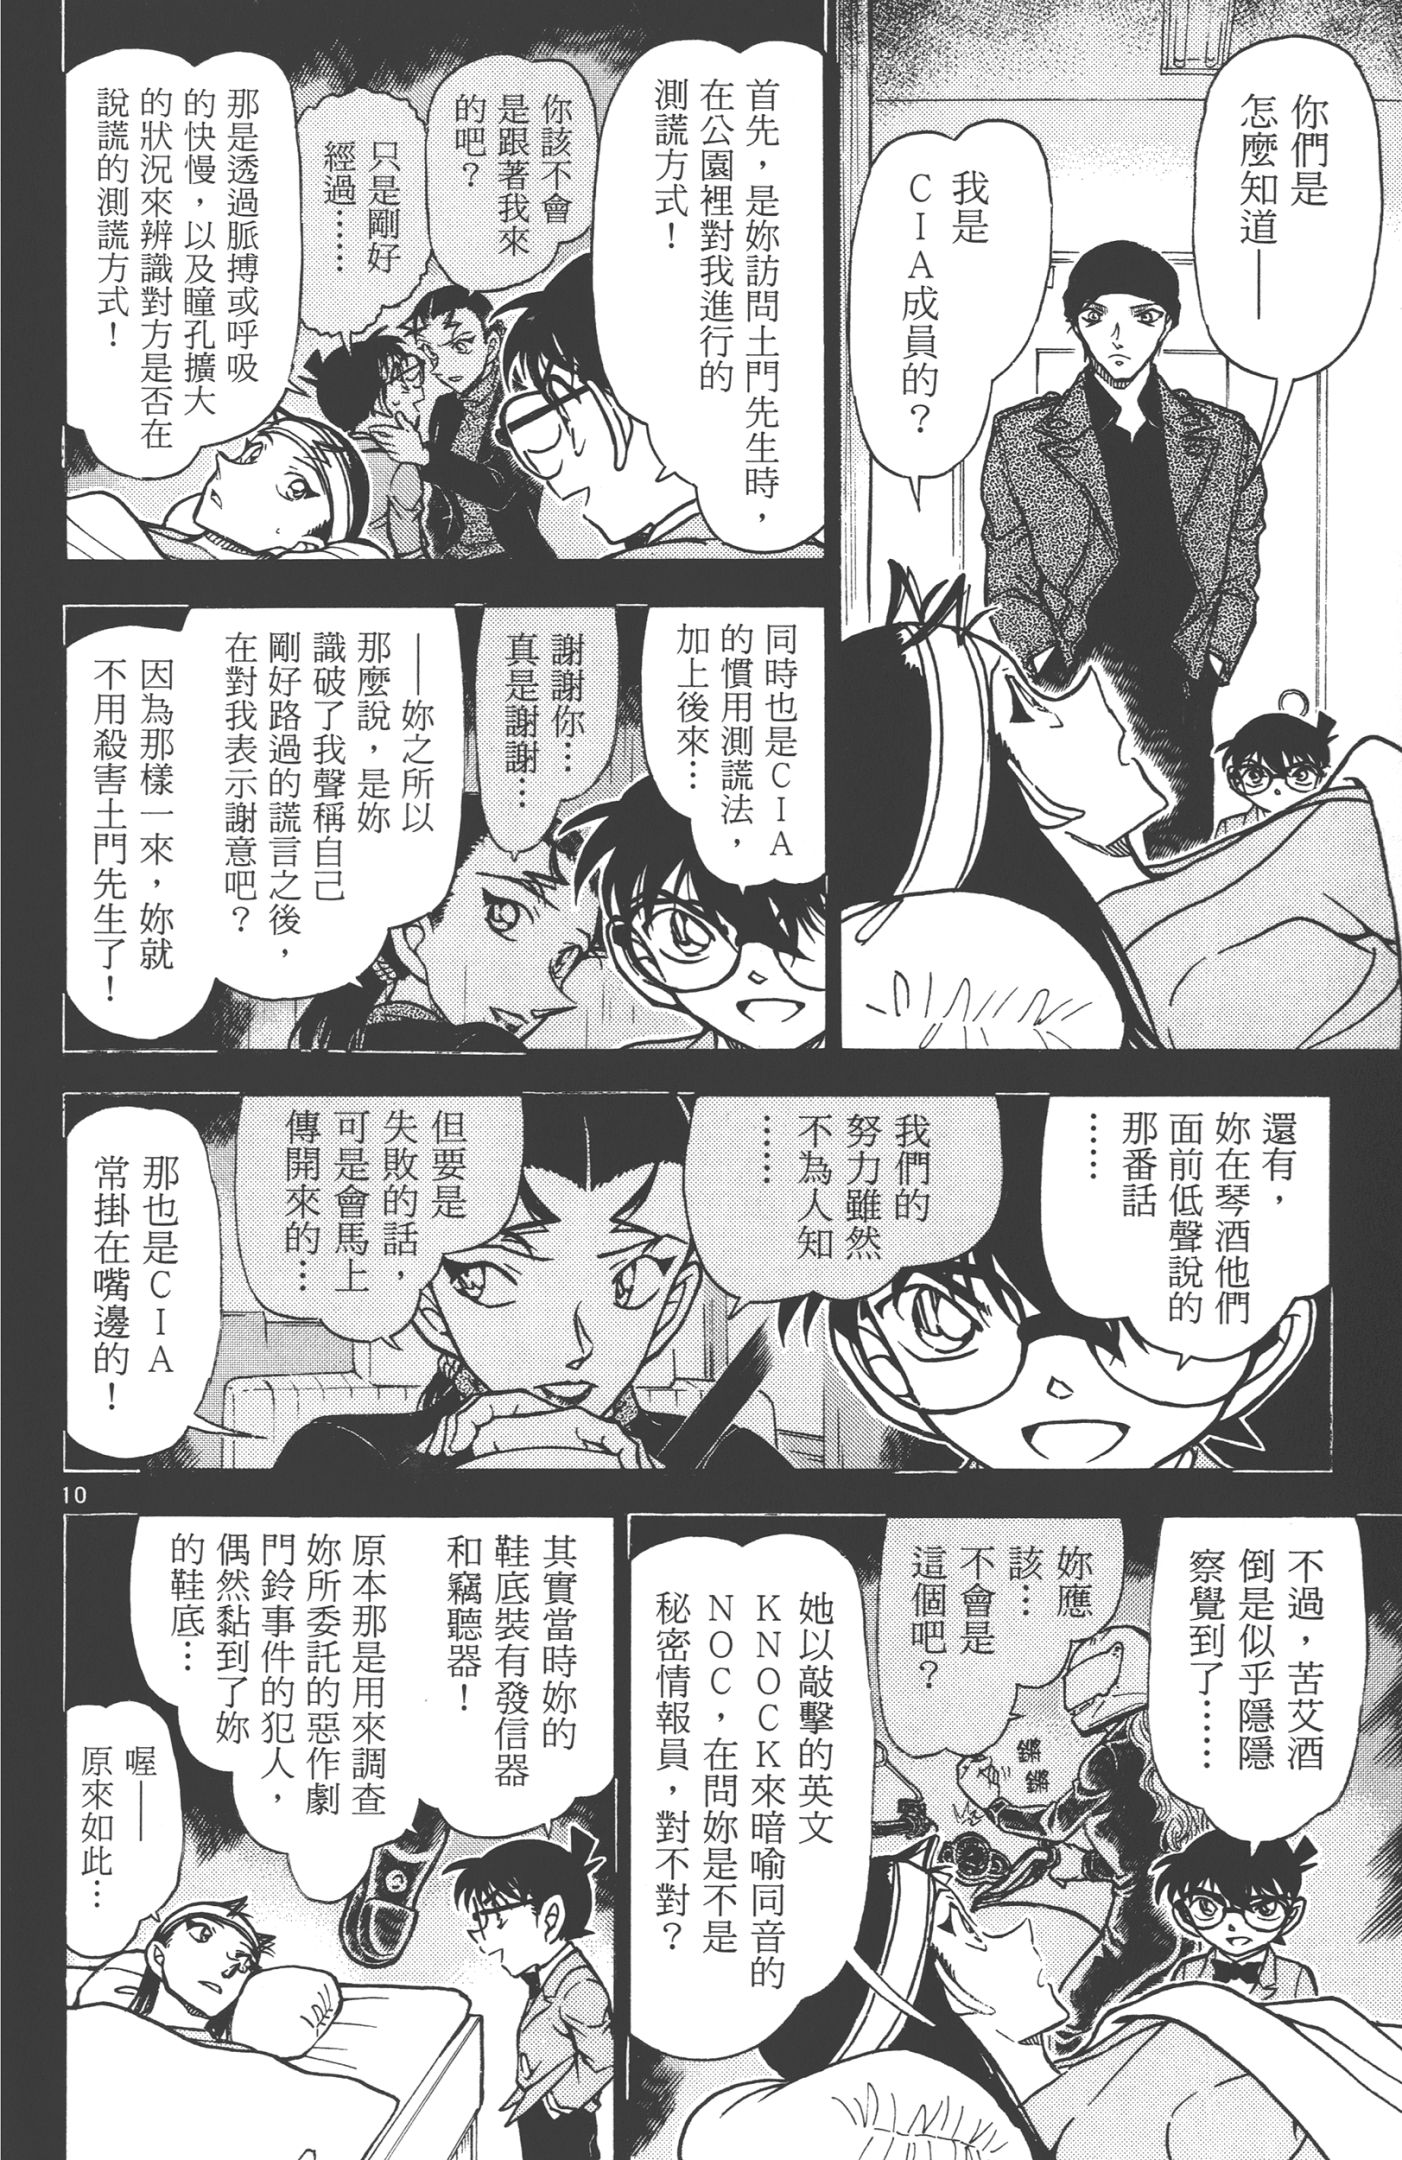 你們是
怎麼知道——
我是
CIA成員的？
首先，是妳訪問土門先生時，
在公園裡對我進行的
測謊方式！
你該不會
是跟著我來
的吧？
只是剛好
經過……
那是透過脈搏或呼吸
的快慢，以及瞳孔擴大
的狀況來辨識對方是否在
說謊的測謊方式！
同時也是CIA
的慣用測謊法，
加上後來…
謝謝你…
真是謝謝…
——妳之所以
那麼說，是妳
識破了我聲稱自己
剛好路過的謊言之後，
在對我表示謝意吧？
因為那樣一來，妳就
不用殺害土門先生了！
還有，
妳在琴酒他們
面前低聲說的
那番話
……
我們的
努力雖然
不為人知
……
但要是
失敗的話，
可是會馬上
傳開來的…
那也是CIA
常掛在嘴邊的！
10
不過，苦艾酒
倒是似乎隱隱
察覺到了……
妳應
該…
不會是
這個吧？
鏘
鏘
她以敲擊的英文
KNOCK來暗喻同音的
NOC，在問妳是不是
秘密情報員，對不對？
其實當時妳的
鞋底裝有發信器
和竊聽器！
原本那是用來調查
妳所委託的惡作劇
門鈴事件的犯人，
偶然黏到了妳
的鞋底…
喔——
原來如此…